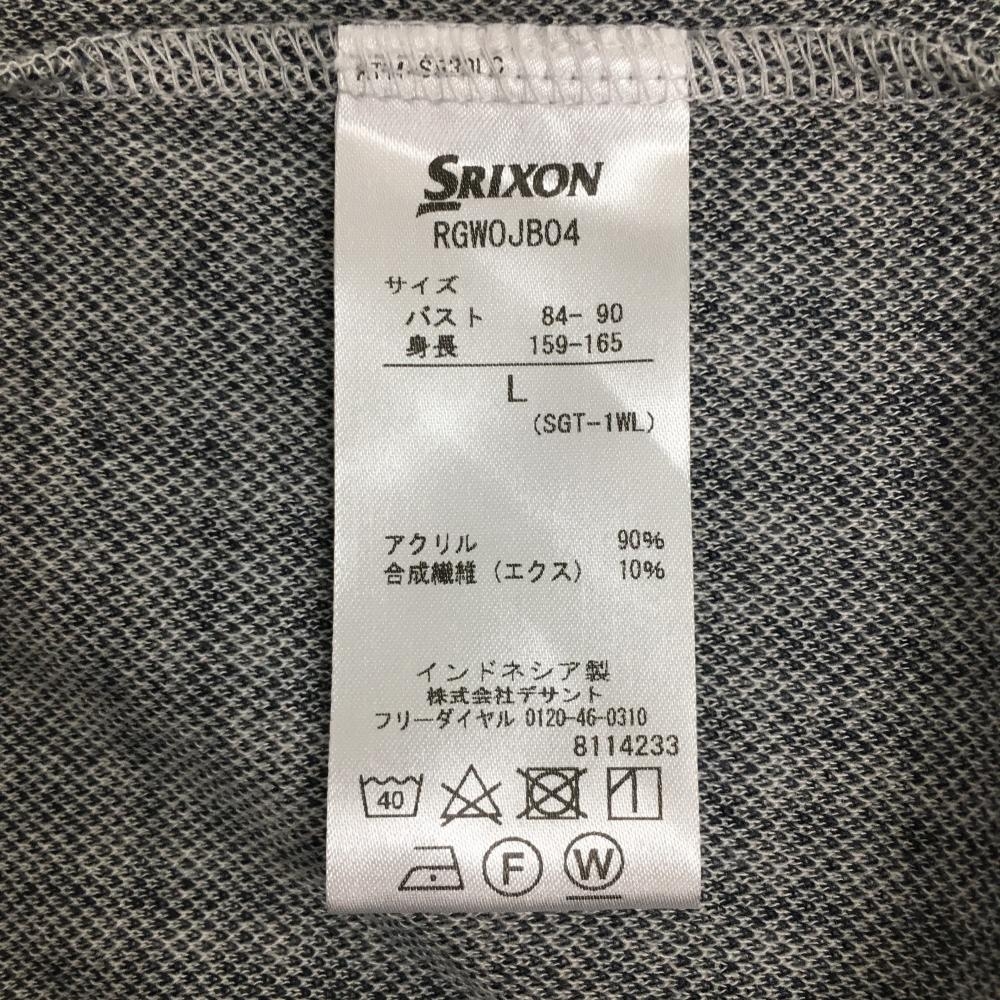 SRIXON
RGWOJB04
サイズ
バスト 84- 90
身長 159-165
L
(SGT-1WL)
アクリル 90%
合成繊維(エクス) 10%
インドネシア製
株式会社デサント
フリーダイヤル 0120-46-0310
8114233
40
F
W